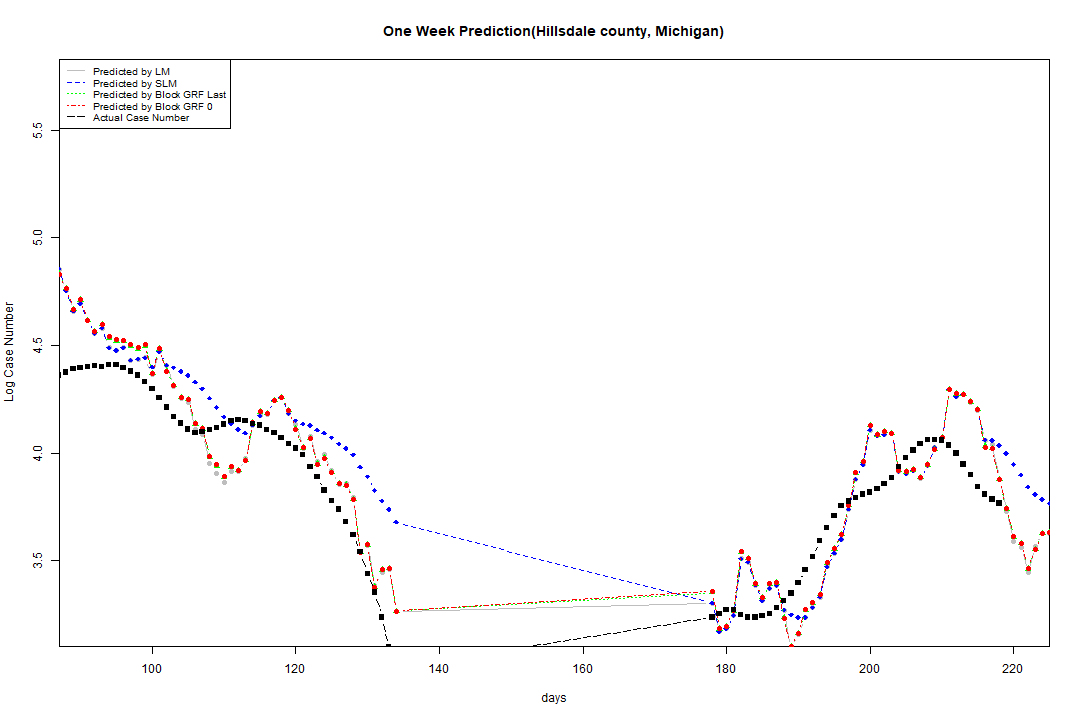 One Week Prediction(Hillsdale county, Michigan)
Predicted by LM
Predicted by SLM
Predicted by Block GRF Last
Predicted by Block GRF 0
Actual Case Number
5.5
5.0
4.5
4.0
3.5
Log Case Number
100 120 140 160 180 200 220
days